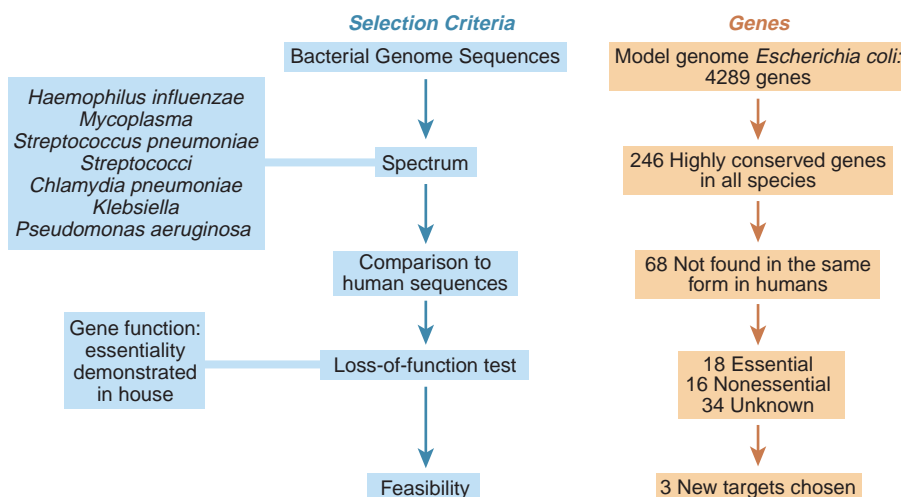 Selection Criteria
Genes
Bacterial Genome Sequences
Model genome Escherichia coli:
4289 genes
Haemophilus influenzae
Mycoplasma
Streptococcus pneumoniae
Streptococci
Chlamydia pneumoniae
Klebsiella
Pseudomonas aeruginosa
Spectrum
246 Highly conserved genes
in all species
Comparison to
human sequences
68 Not found in the same
form in humans
Gene function:
essentiality
demonstrated
in house
Loss-of-function test
18 Essential
16 Nonessential
34 Unknown
Feasibility
3 New targets chosen